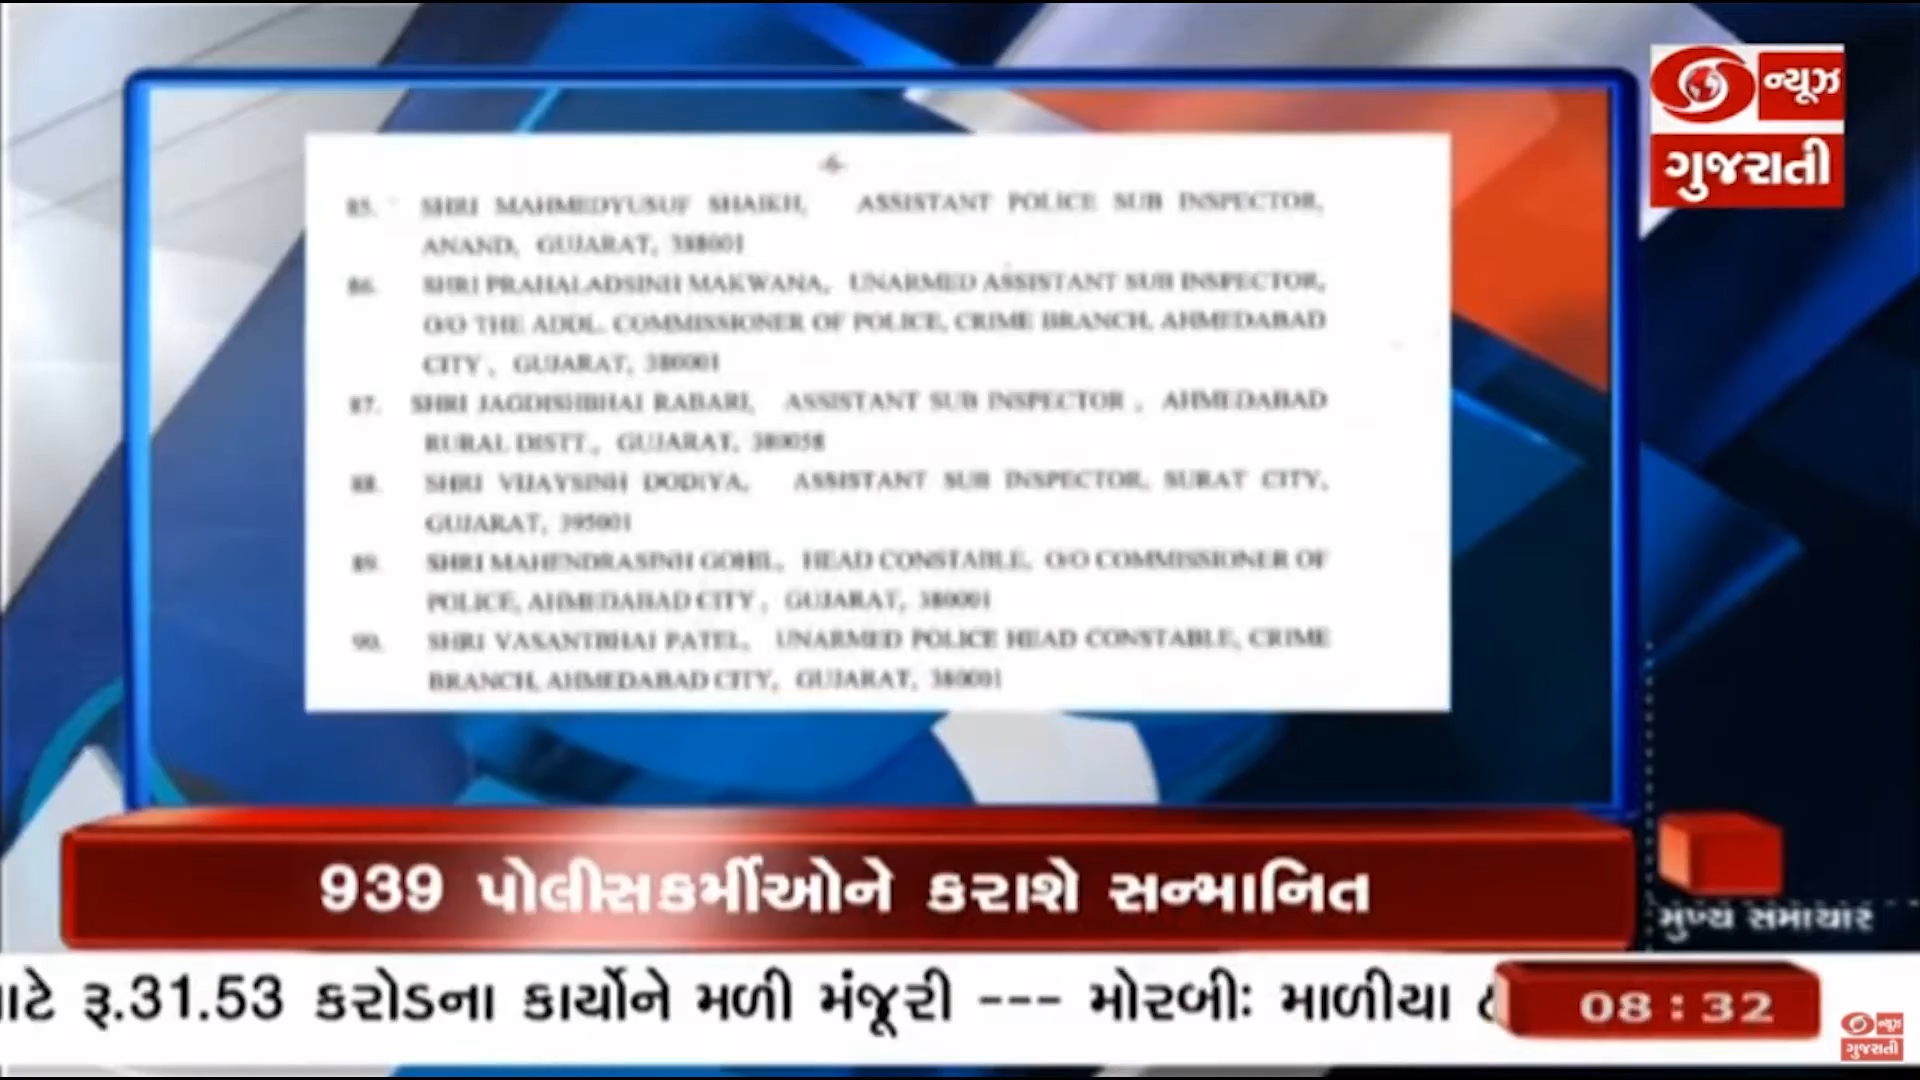 ન્યૂઝ
ગુજરાતી
85. SHRI MAHMEDYUSUF SHAIKH, ASSISTANT POLICE SUB INSPECTOR,
ANAND, GUJARAT, 388001
86. SHRI PRAHALADSINH MAKWANA, UNARMED ASSISTANT SUB INSPECTOR,
O/O THE ADDL. COMMISSIONER OF POLICE, CRIME BRANCH, AHMEDABAD
CITY , GUJARAT, 380001
87. SHRI JAGDISHBHAI RABARI, ASSISTANT SUB INSPECTOR , AHMEDABAD
RURAL DISTT., GUJARAT, 380058
88. SHRI VIJAYSINH DODIYA, ASSISTANT SUB INSPECTOR, SURAT CITY,
GUJARAT, 395001
89. SHRI MAHENDRASINH GOHIL, HEAD CONSTABLE, O/O COMMISSIONER OF
POLICE, AHMEDABAD CITY , GUJARAT, 380001
90. SHRI VASANTBHAI PATEL, UNARMED POLICE HEAD CONSTABLE, CRIME
BRANCH, AHMEDABAD CITY, GUJARAT, 380001
939 પોલીસકર્મીઓને કરાશે સન્માનિત
મુખ્ય સમાચાર
રૂ.31.53 કરોડના કાર્યોને મળી મંજૂરી --- મોરબીઃ માળીયા
08 : 32
ન્યૂઝ
ગુજરાતી